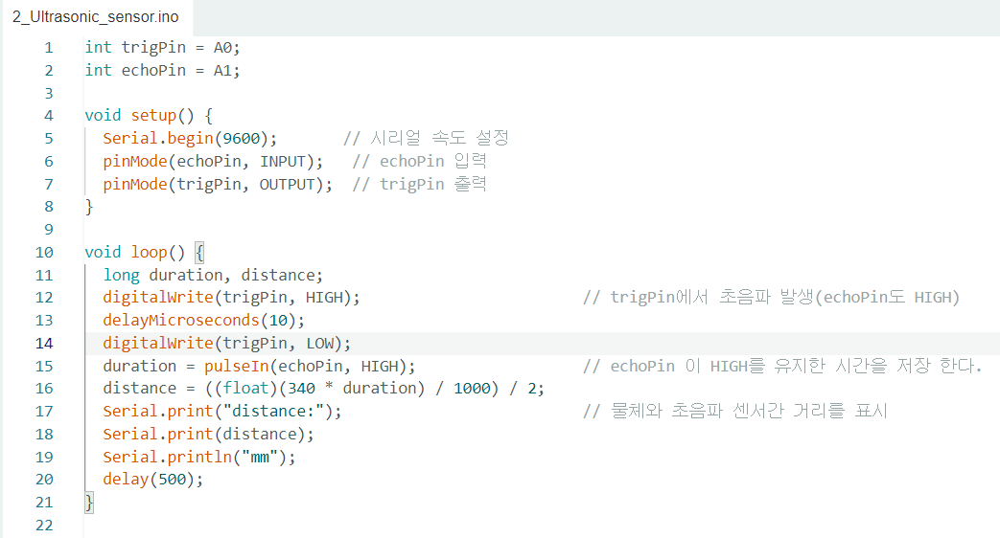 2_Ultrasonic_sensor.ino
1 int trigPin = A0;
2 int echoPin = A1;
3
4 void setup() {
5 Serial.begin(9600); // 시리얼 속도 설정
6 pinMode(echoPin, INPUT); // echoPin 입력
7 pinMode(trigPin, OUTPUT); // trigPin 출력
8 }
9
10 void loop() {
11 long duration, distance;
12 digitalWrite(trigPin, HIGH); // trigPin에서 초음파 발생(echoPin도 HIGH)
13 delayMicroseconds(10);
14 digitalWrite(trigPin, LOW);
15 duration = pulseIn(echoPin, HIGH); // echoPin 이 HIGH를 유지한 시간을 저장 한다.
16 distance = ((float)(340 * duration) / 1000) / 2;
17 Serial.print("distance:"); // 물체와 초음파 센서간 거리를 표시
18 Serial.print(distance);
19 Serial.println("mm");
20 delay(500);
21 }
22